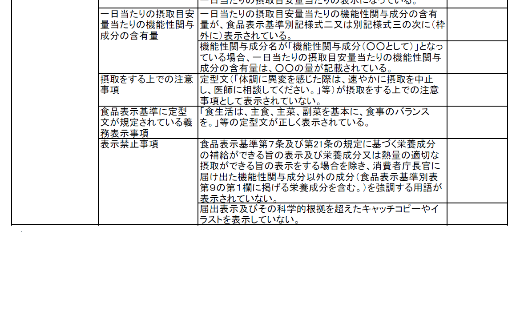 一日当たりの摂取目安量当たりの表示になっている。
一日当たりの摂取目安量当たりの機能性関与成分の含有量
一日当たりの摂取目安量当たりの機能性関与成分の含有
量が、食品表示基準別記様式二又は別記様式三の次に(枠
外に)表示されている。
機能性関与成分名が「機能性関与成分(〇〇として)」となっ
ている場合、一日当たりの摂取目安量当たりの機能性関与
成分の含有量は、〇〇の量が記載されている。
摂取をする上での注意
事項
定型文(「体調に異変を感じた際は、速やかに摂取を中止
し、医師に相談してください。」等)が摂取をする上での注意
事項として表示されていない。
食品表示基準に定型
文が規定されている義
務表示事項
「食生活は、主食、主菜、副菜を基本に、食事のバランス
を。」等の定型文が正しく表示されている。
表示禁止事項
食品表示基準第7条及び第21条の規定に基づく栄養成分
の補給ができる旨の表示及び栄養成分又は熱量の適切な
摂取ができる旨の表示をする場合を除き、消費者庁長官に
届け出た機能性関与成分以外の成分(食品表示基準別表
第9の第1欄に掲げる栄養成分を含む。)を強調する用語が
表示されていない。
届出表示及びその科学的根拠を超えたキャッチコピーやイ
ラストを表示していない。